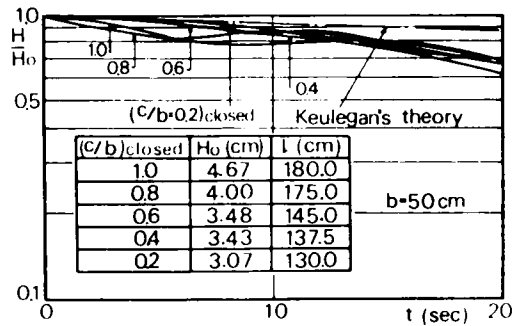 1.0
H
Ho
1.0
0.8
0.6
0.4
0.5
(c/b=0.2)closed
Keulegan's theory
(c/b)closed Ho (cm) l (cm)
1.0 4.67 180.0
0.8 4.00 175.0
0.6 3.48 145.0
0.4 3.43 137.5
0.2 3.07 130.0
b=50cm
0.1
0 10 20
t (sec)